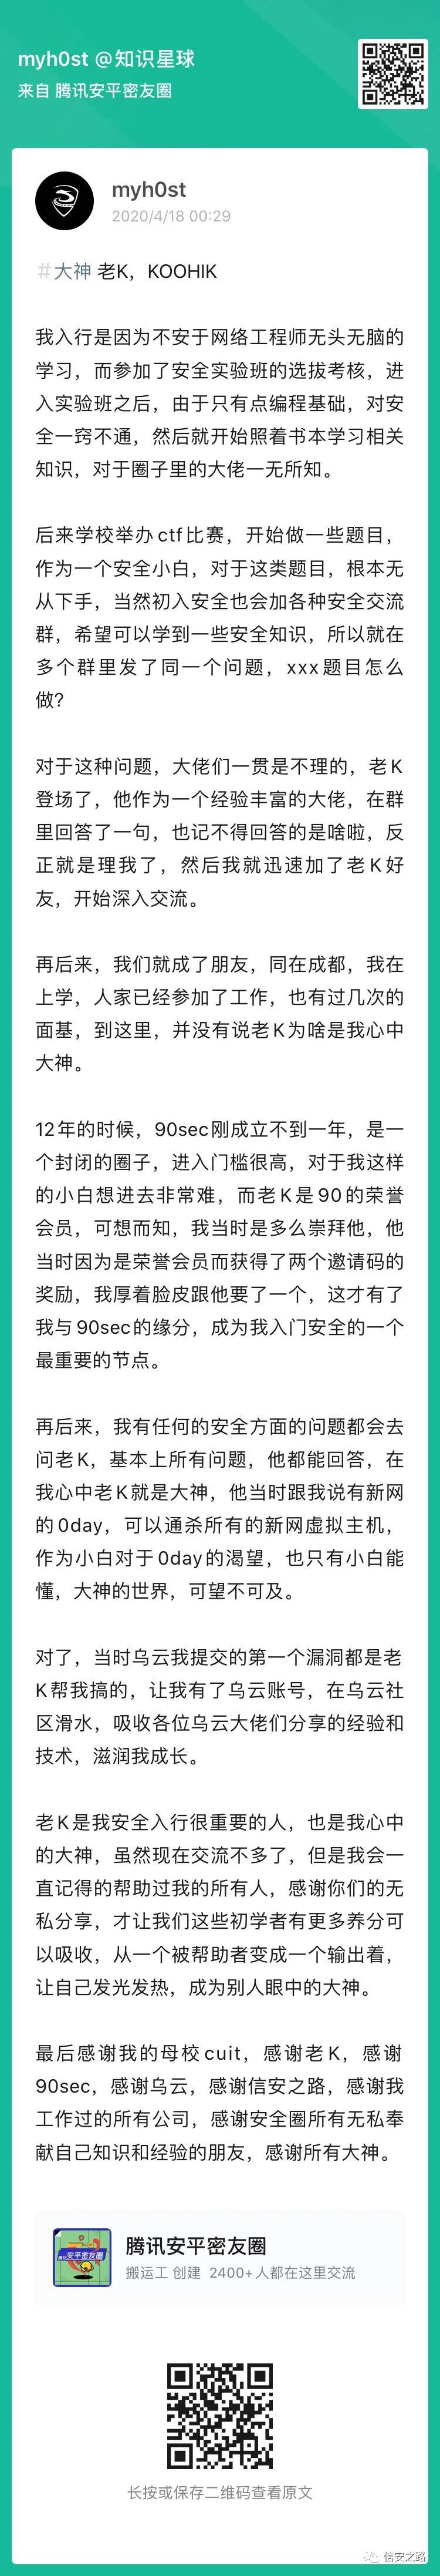 myh0st @知识星球
来自 腾讯安平密友圈
myh0st
2020/4/18 00:29
#大神 老K，KOOHIK
我入行是因为不安于网络工程师无头无脑的
学习，而参加了安全实验班的选拔考核，进
入实验班之后，由于只有点编程基础，对安
全一窍不通，然后就开始照着书本学习相关
知识，对于圈子里的大佬一无所知。
后来学校举办ctf比赛，开始做一些题目，
作为一个安全小白，对于这类题目，根本无
从下手，当然初入安全也会加各种安全交流
群，希望可以学到一些安全知识，所以就在
多个群里发了同一个问题，xxx题目怎么
做?
对于这种问题，大佬们一贯是不理的，老K
登场了，他作为一个经验丰富的大佬，在群
里回答了一句，也记不得回答的是啥啦，反
正就是理我了，然后我就迅速加了老K好
友，开始深入交流。
再后来，我们就成了朋友，同在成都，我在
上学，人家已经参加了工作，也有过几次的
面基，到这里，并没有说老K为啥是我心中
大神。
12年的时候，90sec刚成立不到一年，是一
个封闭的圈子，进入门槛很高，对于我这样
的小白想进去非常难，而老K是90的荣誉
会员，可想而知，我当时是多么崇拜他，他
当时因为是荣誉会员而获得了两个邀请码的
奖励，我厚着脸皮跟他要了一个，这才有了
我与90sec的缘分，成为我入门安全的一个
最重要的节点。
再后来，我有任何的安全方面的问题都会去
问老K，基本上所有问题，他都能回答，在
我心中老K就是大神，他当时跟我说有新网
的0day，可以通杀所有的新网虚拟主机，
作为小白对于0day的渴望，也只有小白能
懂，大神的世界，可望不可及。
对了，当时乌云我提交的第一个漏洞都是老
K帮我搞的，让我有了乌云账号，在乌云社
区滑水，吸收各位乌云大佬们分享的经验和
技术，滋润我成长。
老K是我安全入行很重要的人，也是我心中
的大神，虽然现在交流不多了，但是我会一
直记得的帮助过我的所有人，感谢你们的无
私分享，才让我们这些初学者有更多养分可
以吸收，从一个被帮助者变成一个输出着，
让自己发光发热，成为别人眼中的大神。
最后感谢我的母校cuit，感谢老K，感谢
90sec，感谢乌云，感谢信安之路，感谢我
工作过的所有公司，感谢安全圈所有无私奉
献自己知识和经验的朋友，感谢所有大神。
腾讯安平密友圈
腾讯安平密友圈
搬运工 创建 2400+人都在这里交流
长按或保存二维码查看原文
信安之路